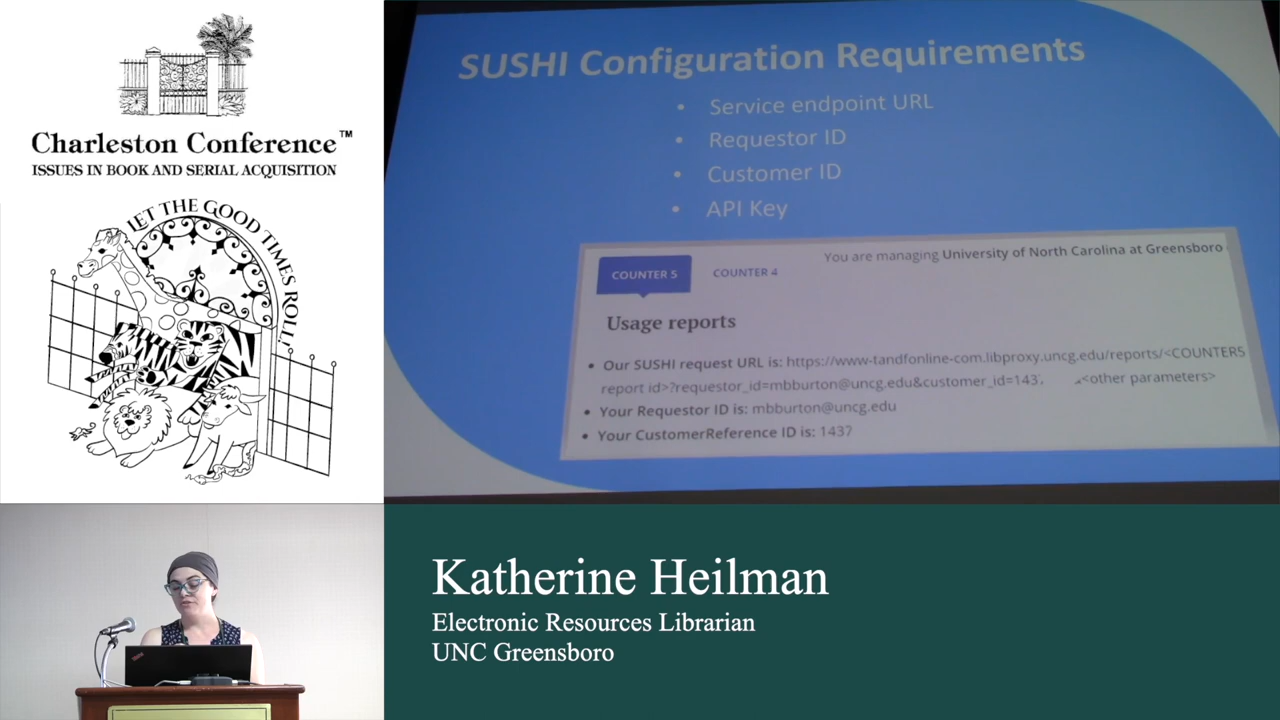 Charleston Conference™
ISSUES IN BOOK AND SERIAL ACQUISITION
LET THE GOOD TIMES ROLL!
SUSHI Configuration Requirements
• Service endpoint URL
• Requestor ID
• Customer ID
• API Key
You are managing University of North Carolina at Greensboro
COUNTER 5 COUNTER 4
Usage reports
• Our SUSHI request URL is: https://www-tandfonline-com.libproxy.uncg.edu/reports/<COUNTER5
report id>?requestor_id=mbburton@uncg.edu&customer_id=143 <other parameters>
• Your Requestor ID is: mbburton@uncg.edu
• Your CustomerReference ID is: 1437
Katherine Heilman
Electronic Resources Librarian
UNC Greensboro